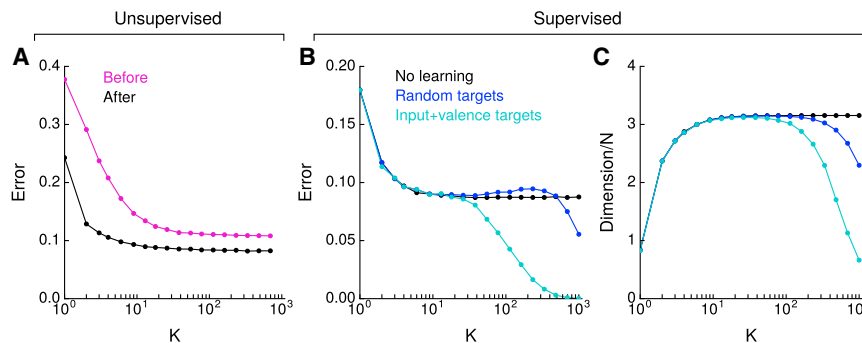 Unsupervised
Supervised
A
B
C
0.4
0.3
0.2
0.1
0.0
Error
Before
After
10^0
10^1
10^2
10^3
K
0.20
0.15
0.10
0.05
0.00
Error
No learning
Random targets
Input+valence targets
10^0
10^1
10^2
10^3
K
4
3
2
1
0
Dimension/N
10^0
10^1
10^2
K